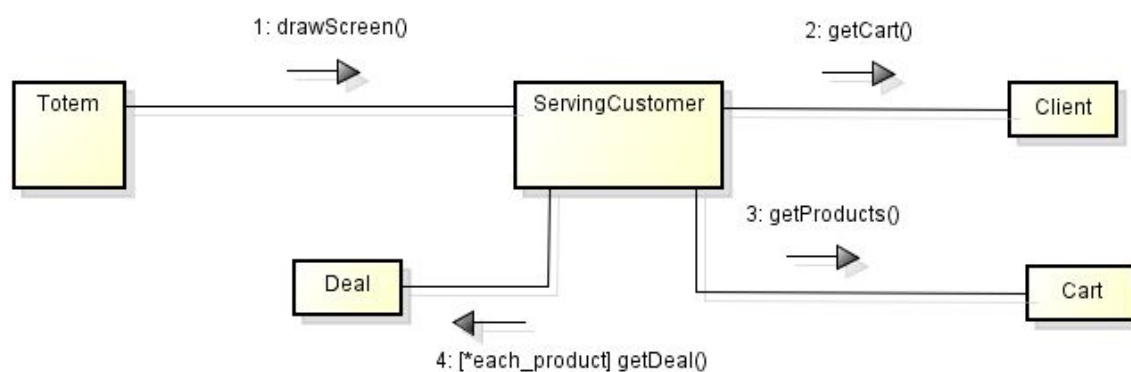 1: drawScreen()
2: getCart()
Totem
ServingCustomer
Client
3: getProducts()
Deal
Cart
4: [*each_product] getDeal()